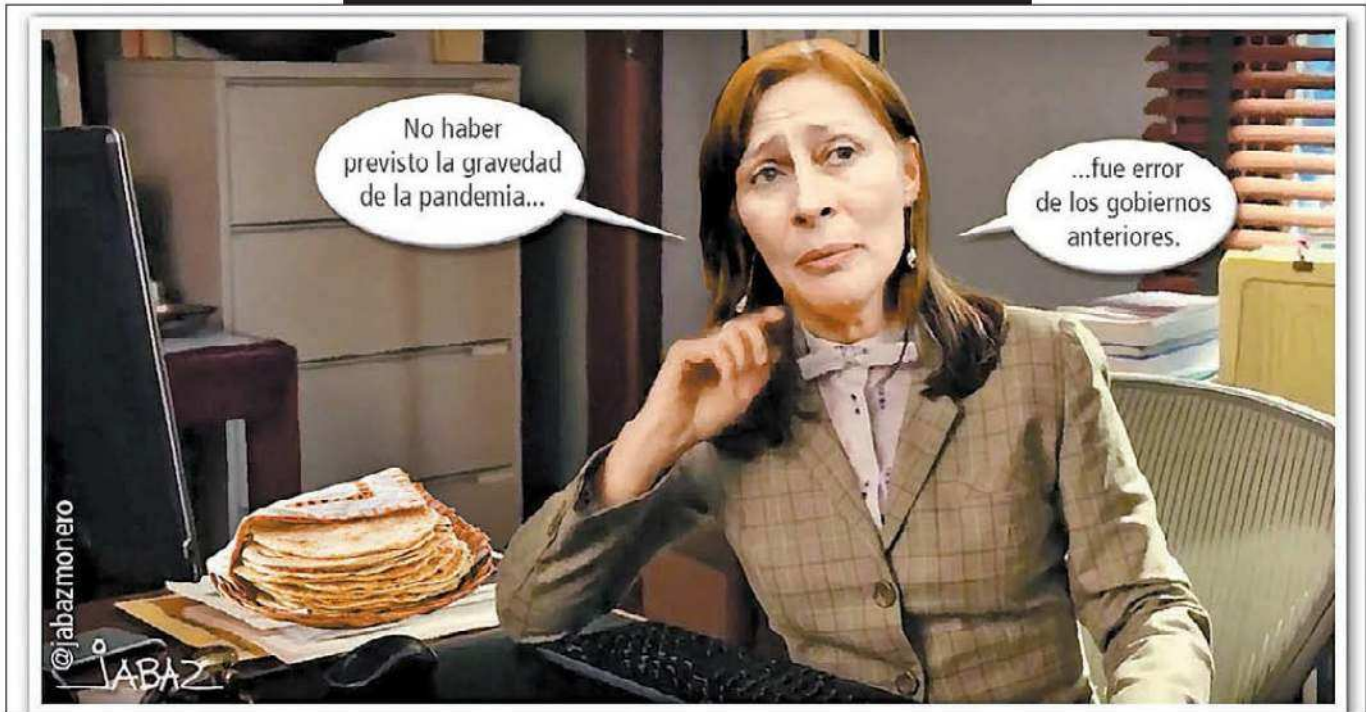 No haber
previsto la gravedad
de la pandemia...
...fue error
de los gobiernos
anteriores.
@jabazmonero
JABAZ